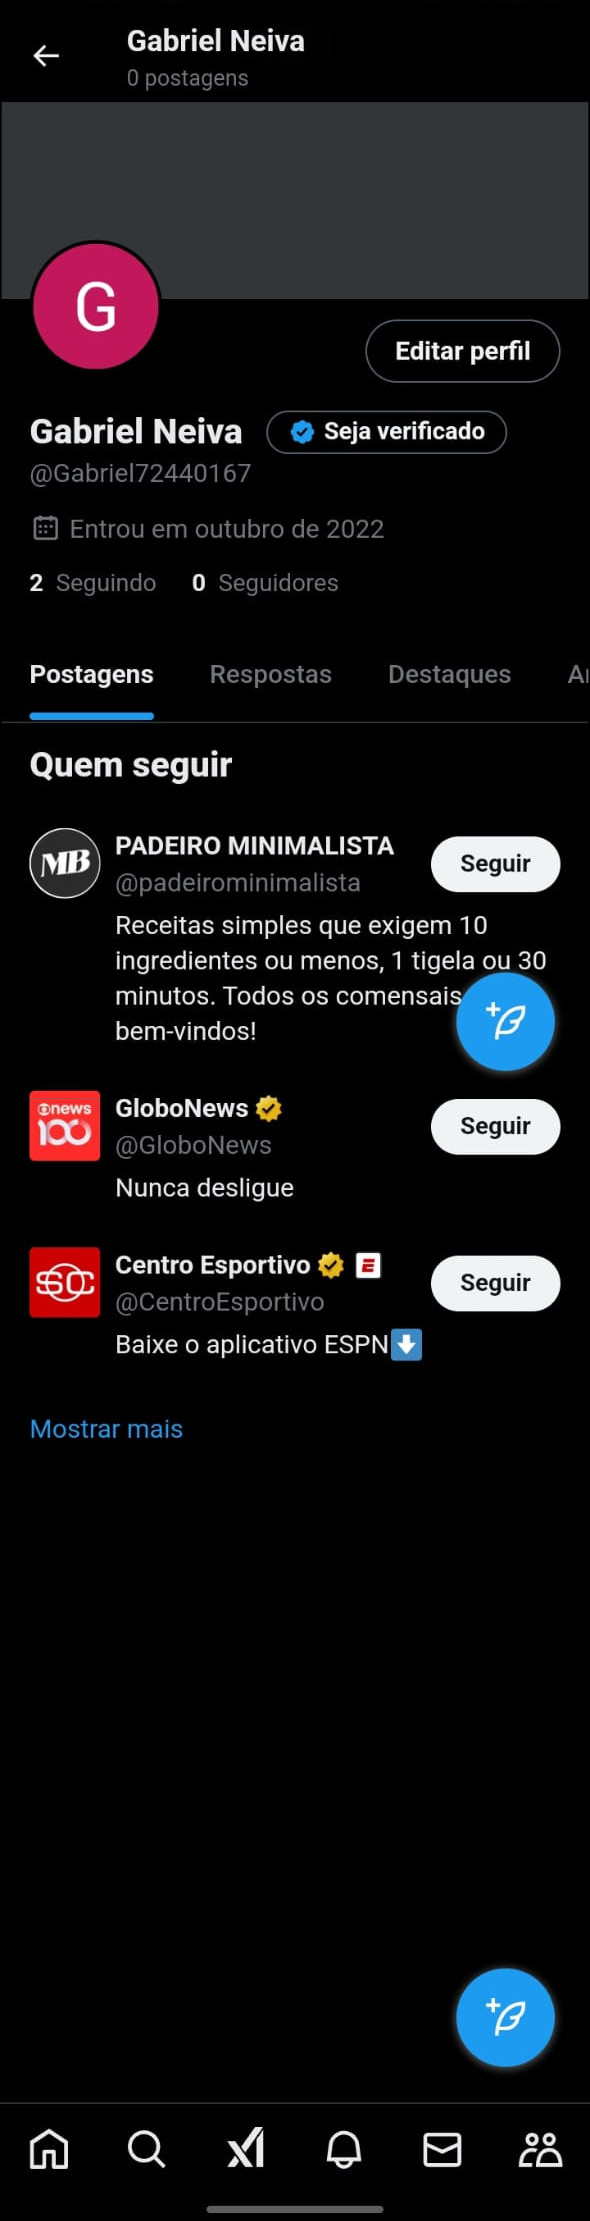 Gabriel Neiva
0 postagens
G
Editar perfil
Gabriel Neiva
Seja verificado
@Gabriel72440167
Entrou em outubro de 2022
2 Seguindo 0 Seguidores
Postagens Respostas Destaques
Quem seguir
MB
PADEIRO MINIMALISTA
@padeirominimalista
Seguir
Receitas simples que exigem 10
ingredientes ou menos, 1 tigela ou 30
minutos. Todos os comensais
bem-vindos!
news
100
GloboNews
@GloboNews
Seguir
Nunca desligue
SC
Centro Esportivo
E
@CentroEsportivo
Seguir
Baixe o aplicativo ESPN
Mostrar mais